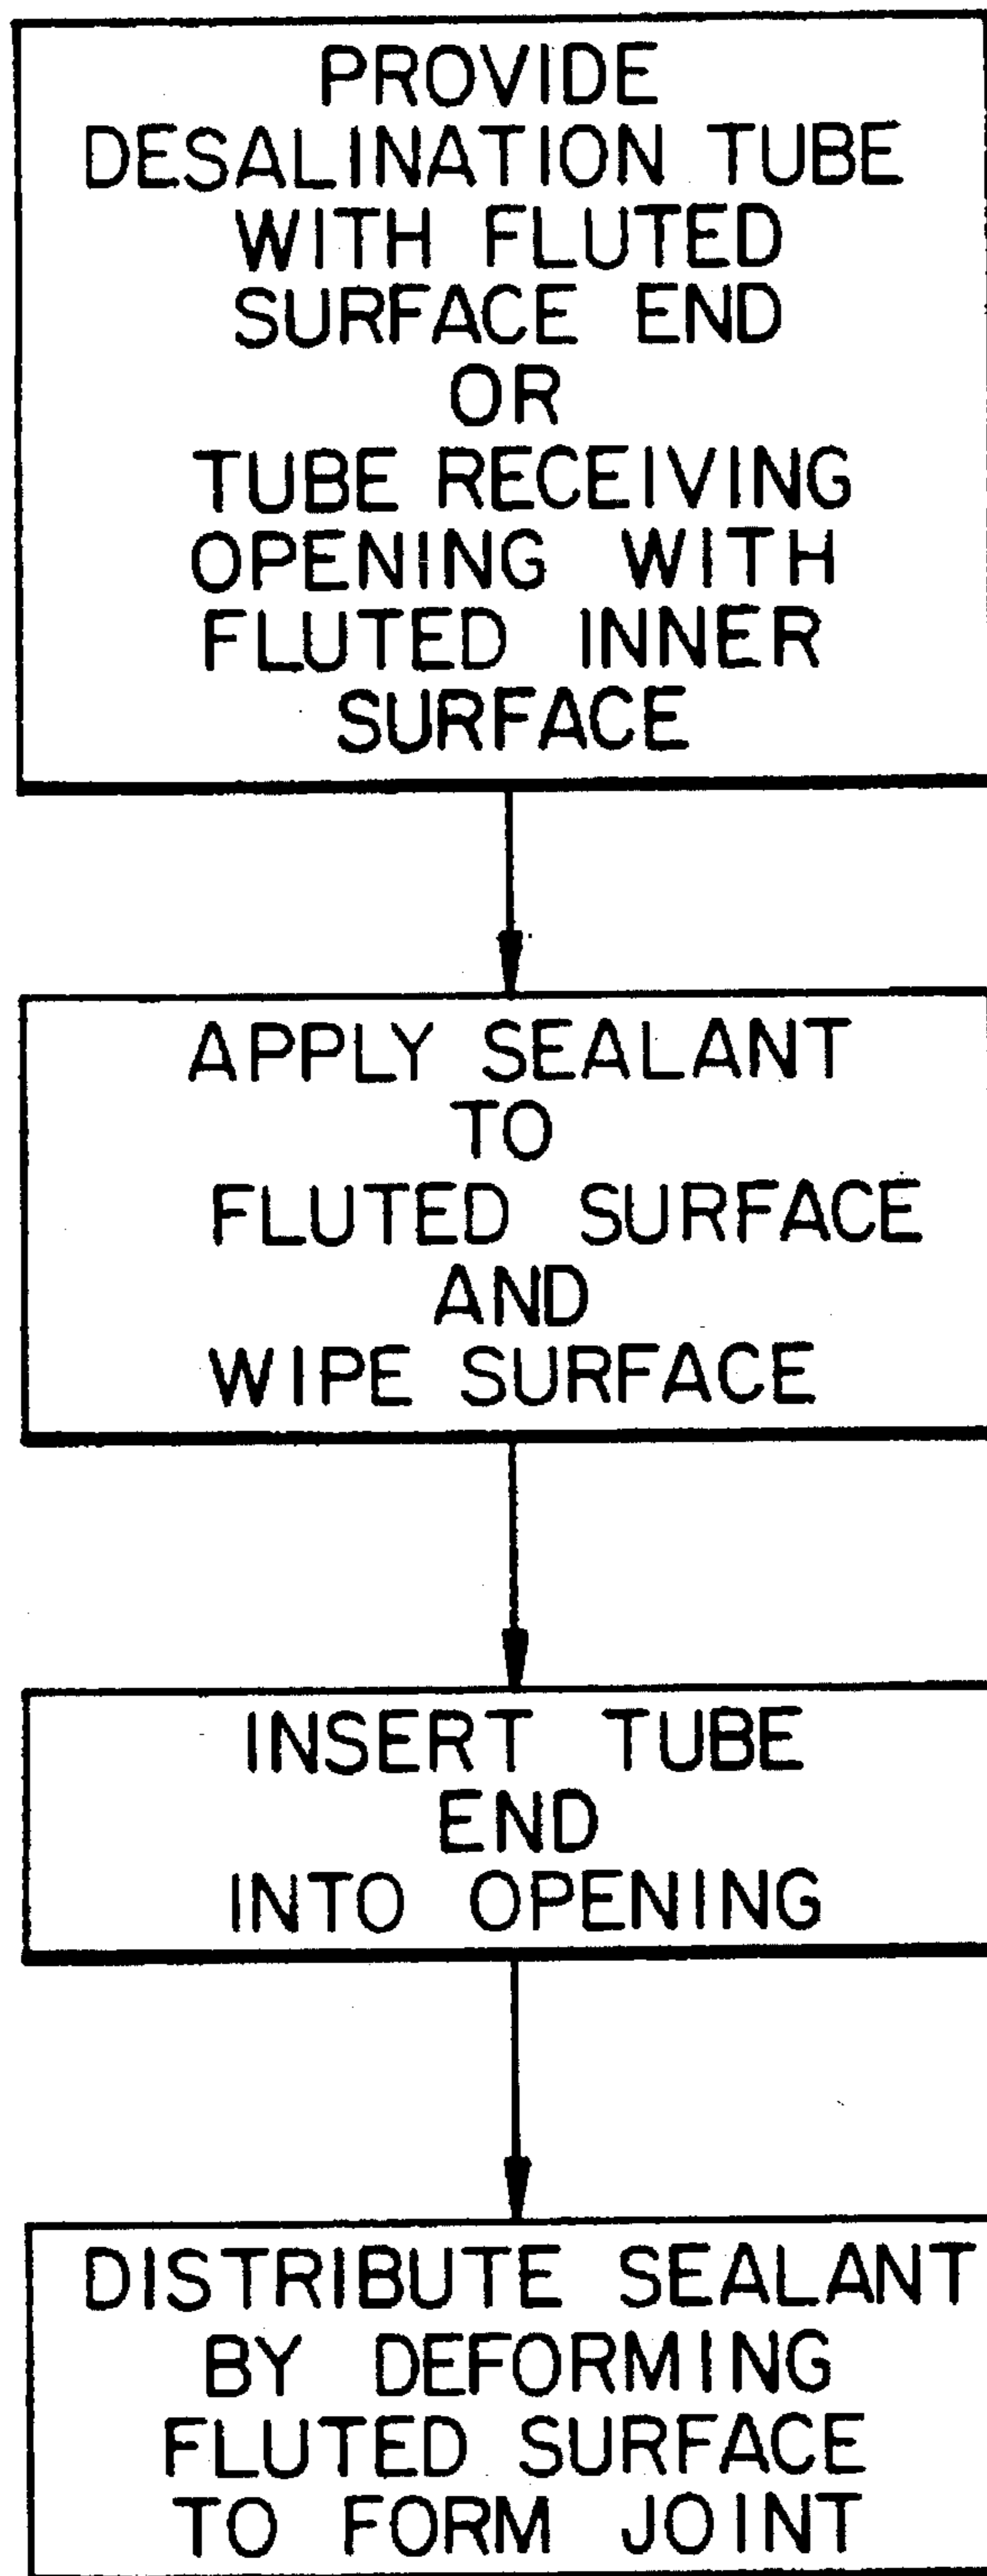 PROVIDE
DESALINATION TUBE
WITH FLUTED
SURFACE END
OR
TUBE RECEIVING
OPENING WITH
FLUTED INNER
SURFACE
APPLY SEALANT
TO
FLUTED SURFACE
AND
WIPE SURFACE
INSERT TUBE
END
INTO OPENING
DISTRIBUTE SEALANT
BY DEFORMING
FLUTED SURFACE
TO FORM JOINT